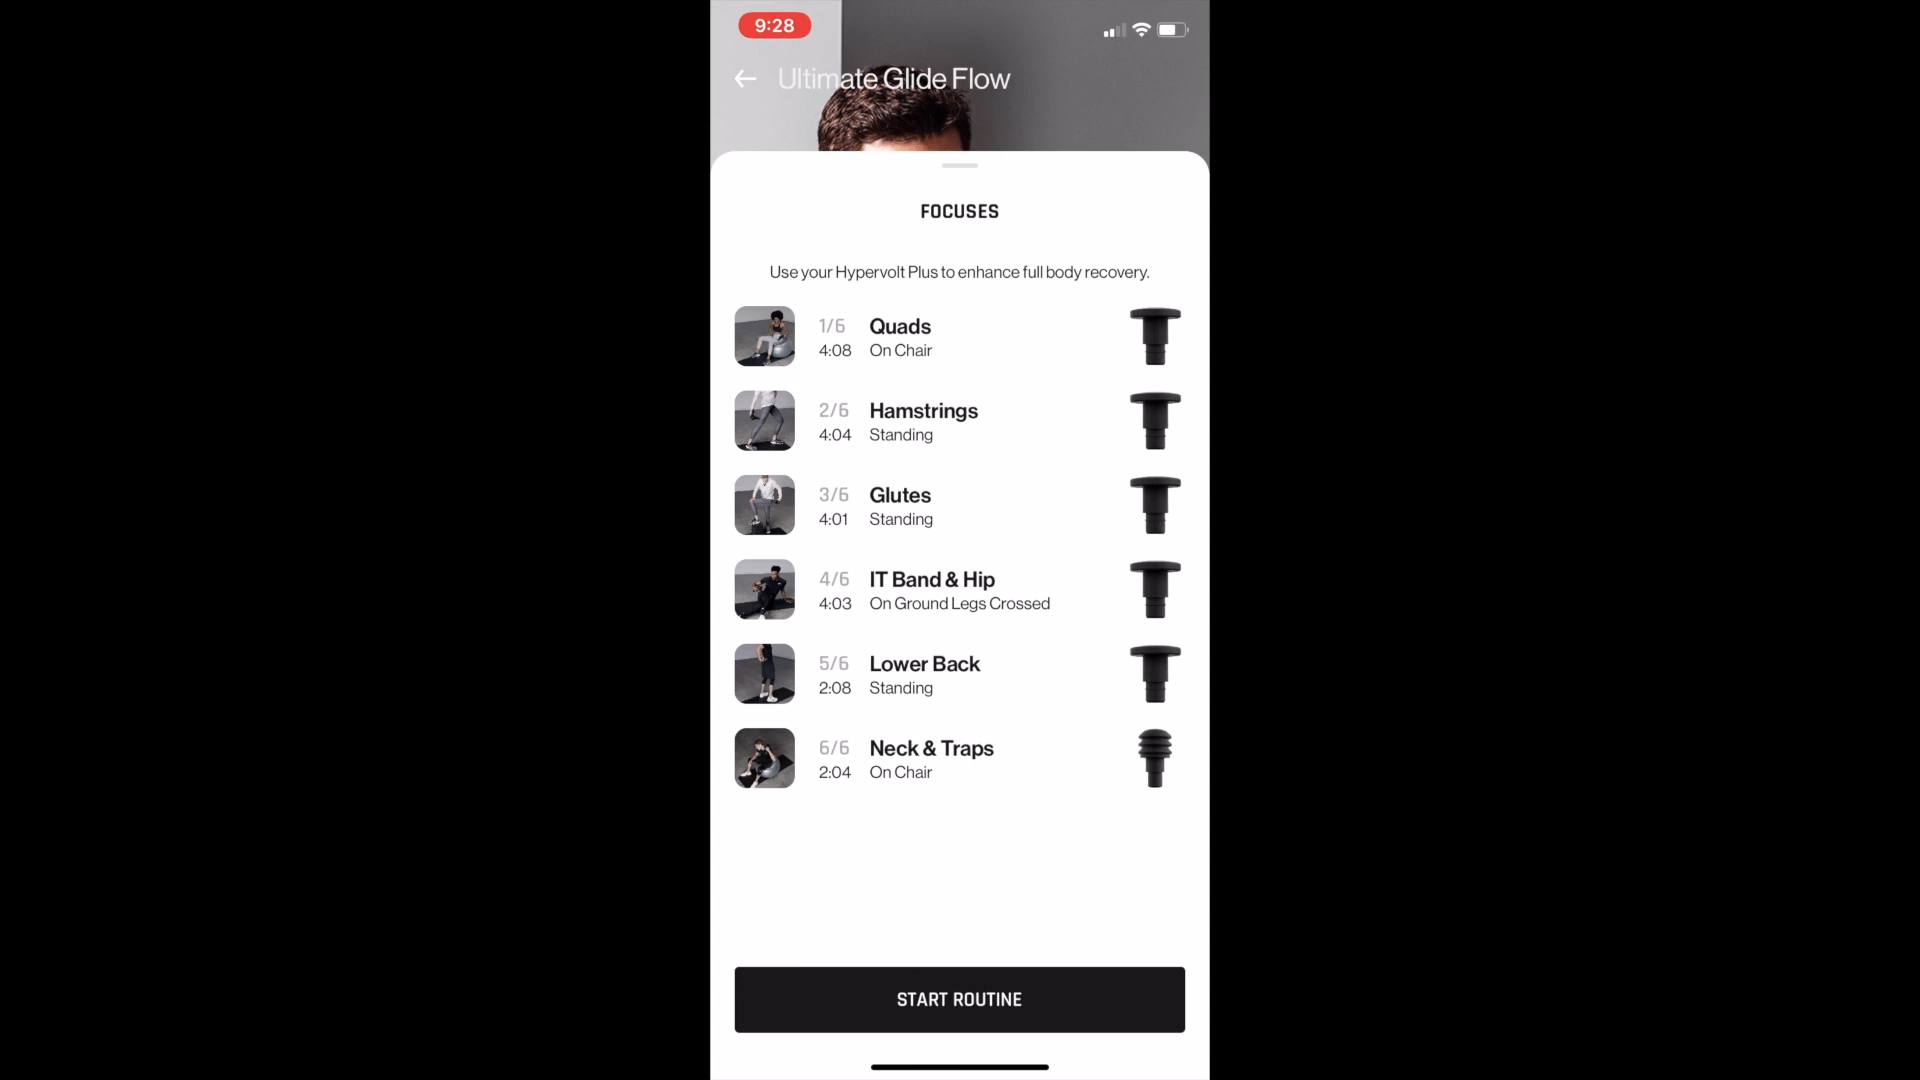 9:28
Ultimate Glide Flow
FOCUSES
Use your Hypervolt Plus to enhance full body recovery.
1/6 Quads
4:08 On Chair
2/6 Hamstrings
4:04 Standing
3/6 Glutes
4:01 Standing
4/6 IT Band & Hip
4:03 On Ground Legs Crossed
5/6 Lower Back
2:08 Standing
6/6 Neck & Traps
2:04 On Chair
START ROUTINE